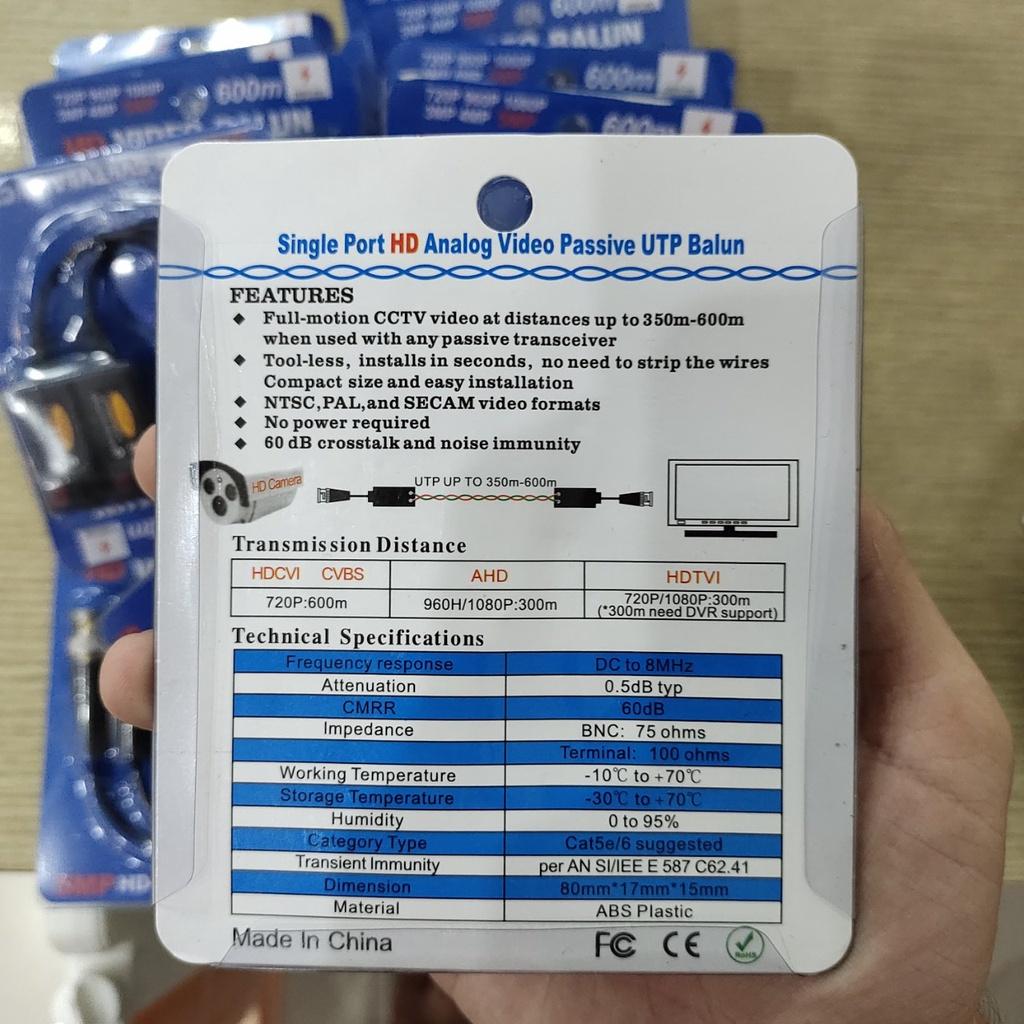 600m
600m
600m
Single Port HD Analog Video Passive UTP Balun
FEATURES
Full-motion CCTV video at distances up to 350m-600m
when used with any passive transceiver
Tool-less, installs in seconds, no need to strip the wires
Compact size and easy installation
NTSC,PAL,and SECAM video formats
No power required
60 dB crosstalk and noise immunity
HD Camera
UTP UP TO 350m-600m
Transmission Distance
HDCVI CVBS AHD HDTVI
720P:600m 960H/1080P:300m 720P/1080P:300m
(*300m need DVR support)
Technical Specifications
Frequency response DC to 8MHz
Attenuation 0.5dB typ
CMRR 60dB
Impedance BNC: 75 ohms
Terminal: 100 ohms
Working Temperature -10℃ to +70℃
Storage Temperature -30℃ to +70℃
Humidity 0 to 95%
Category Type Cat5e/6 suggested
Transient Immunity per AN SI/IEE E 587 C62.41
Dimension 80mm*17mm*15mm
Material ABS Plastic
Made In China FC CE RoHS